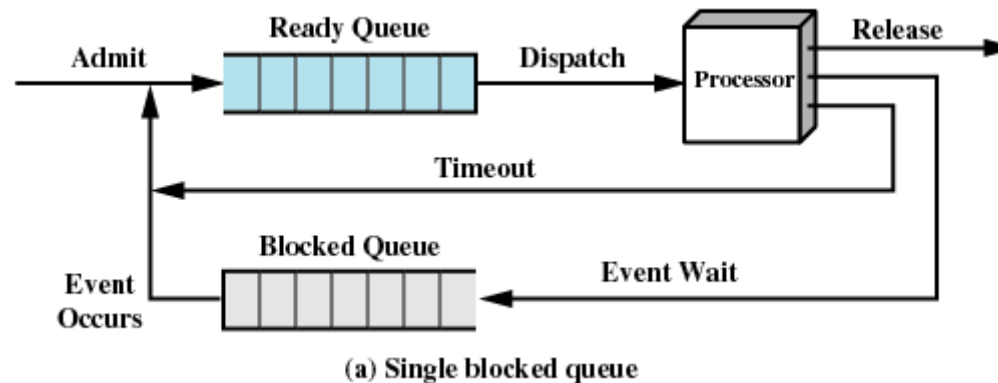 Ready Queue
Release
Admit
Dispatch
Processor
Timeout
Blocked Queue
Event Wait
Event
Occurs
(a) Single blocked queue